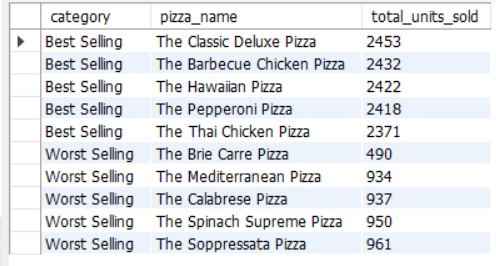 category pizza_name total_units_sold
Best Selling The Classic Deluxe Pizza 2453
Best Selling The Barbecue Chicken Pizza 2432
Best Selling The Hawaiian Pizza 2422
Best Selling The Pepperoni Pizza 2418
Best Selling The Thai Chicken Pizza 2371
Worst Selling The Brie Carre Pizza 490
Worst Selling The Mediterranean Pizza 934
Worst Selling The Calabrese Pizza 937
Worst Selling The Spinach Supreme Pizza 950
Worst Selling The Soppressata Pizza 961